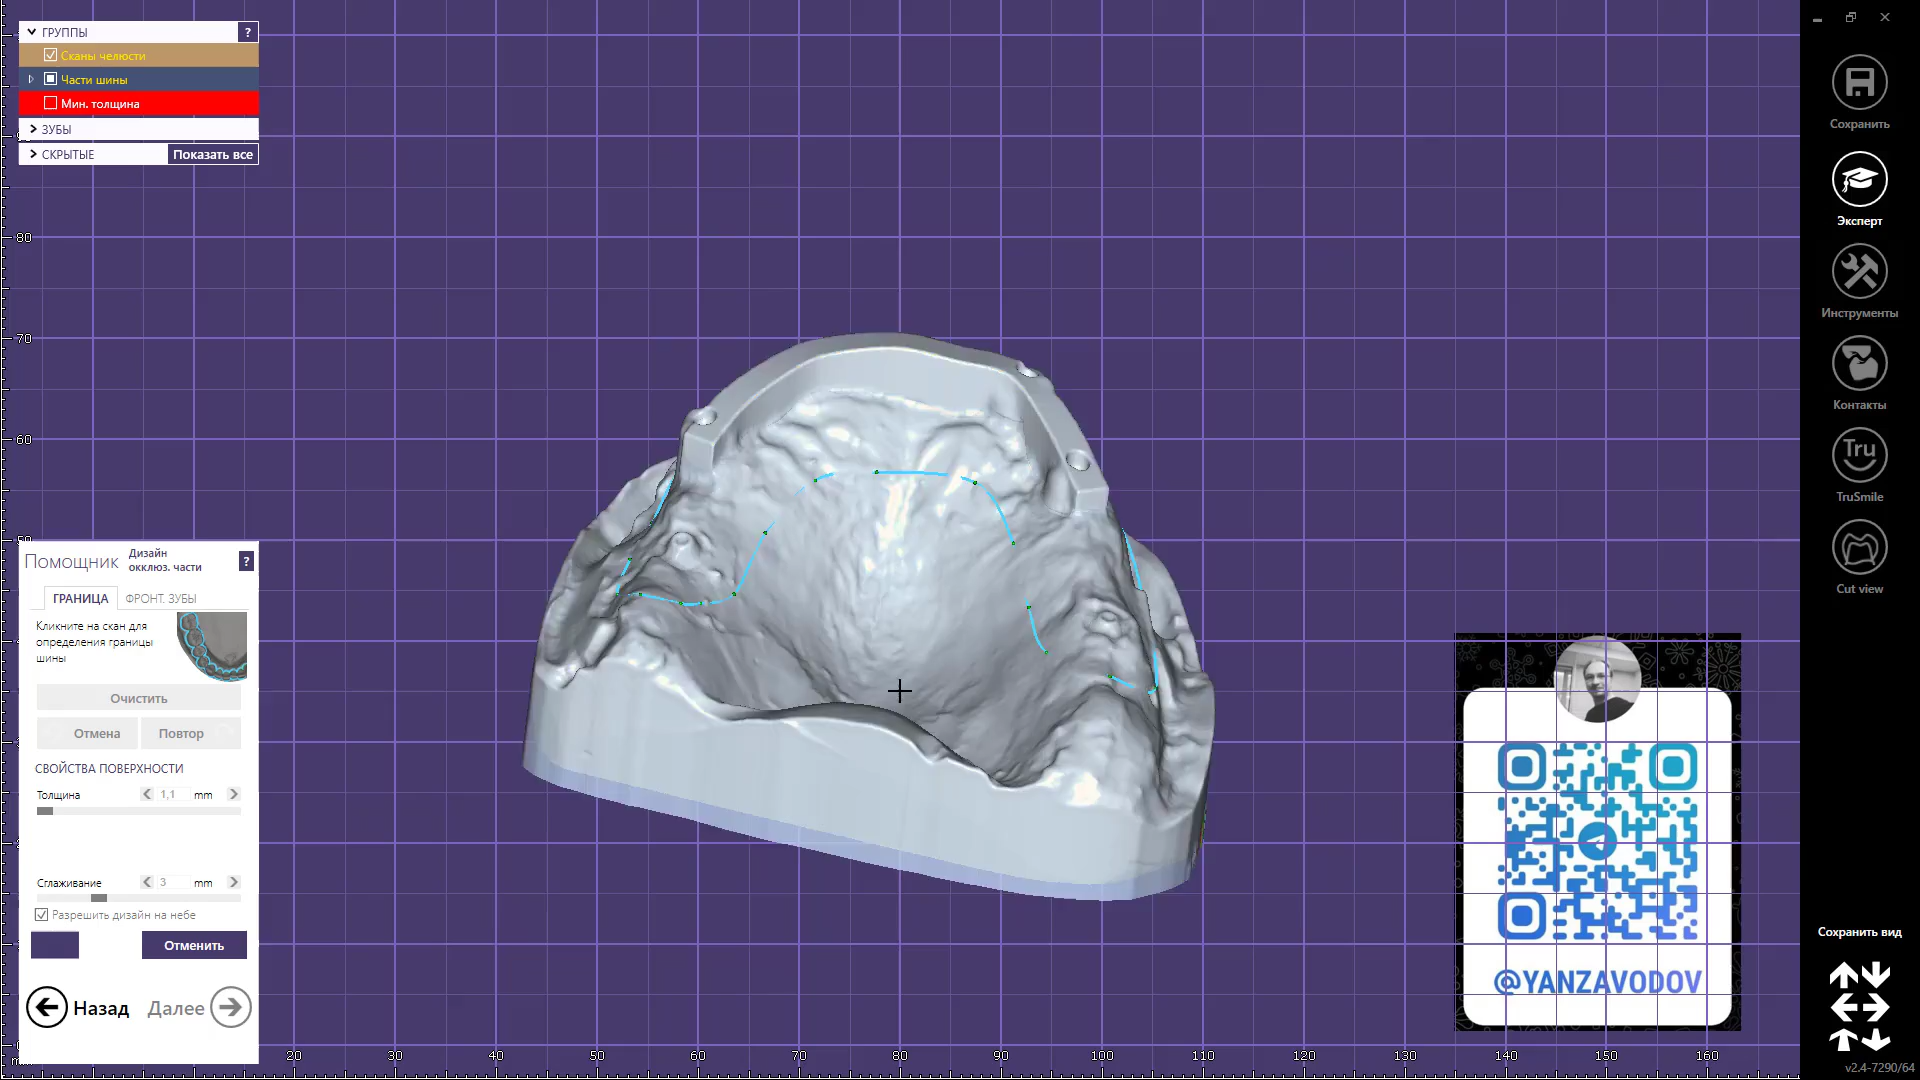 ГРУППЫ
?
Сканы челюсти
Части шины
Мин. толщина
ЗУБЫ
СКРЫТЫЕ
Показать все
80
70
60
Помощник
Дизайн
окклюз. части
?
ГРАНИЦА
ФРОНТ. ЗУБЫ
Кликните на скан для
определения границы
шины
Очистить
Отмена
Повтор
СВОЙСТВА ПОВЕРХНОСТИ
Толщина
1,1
mm
Сглаживание
3
mm
Разрешить дизайн на небе
Отменить
Назад
Далее
20
30
40
50
60
70
80
90
100
110
120
130
140
150
160
Сохранить
Эксперт
Инструменты
Контакты
Tru
TruSmile
Cut view
@YANZAVODOV
Сохранить вид
v2.4-7290/64